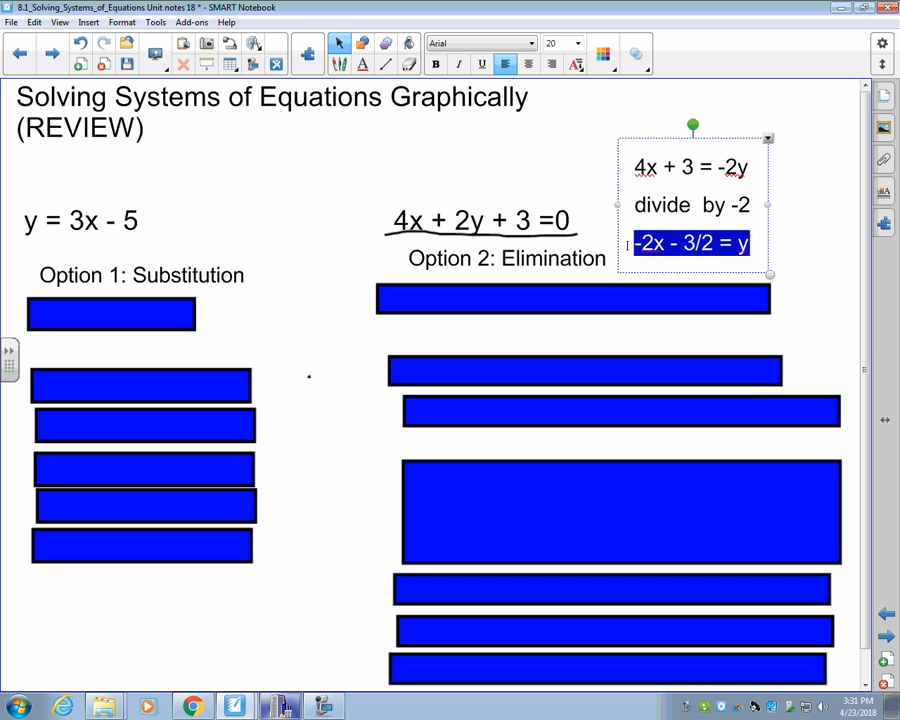 8.1_Solving_Systems_of_Equations Unit notes 18 * - SMART Notebook
File Edit View Insert Format Tools Add-ons Help
Arial 20
B I U
Solving Systems of Equations Graphically
(REVIEW)
4x + 3 = -2y
divide by -2
-2x - 3/2 = y
y = 3x - 5
4x + 2y + 3 =0
Option 1: Substitution
Option 2: Elimination
3:31 PM
4/23/2018